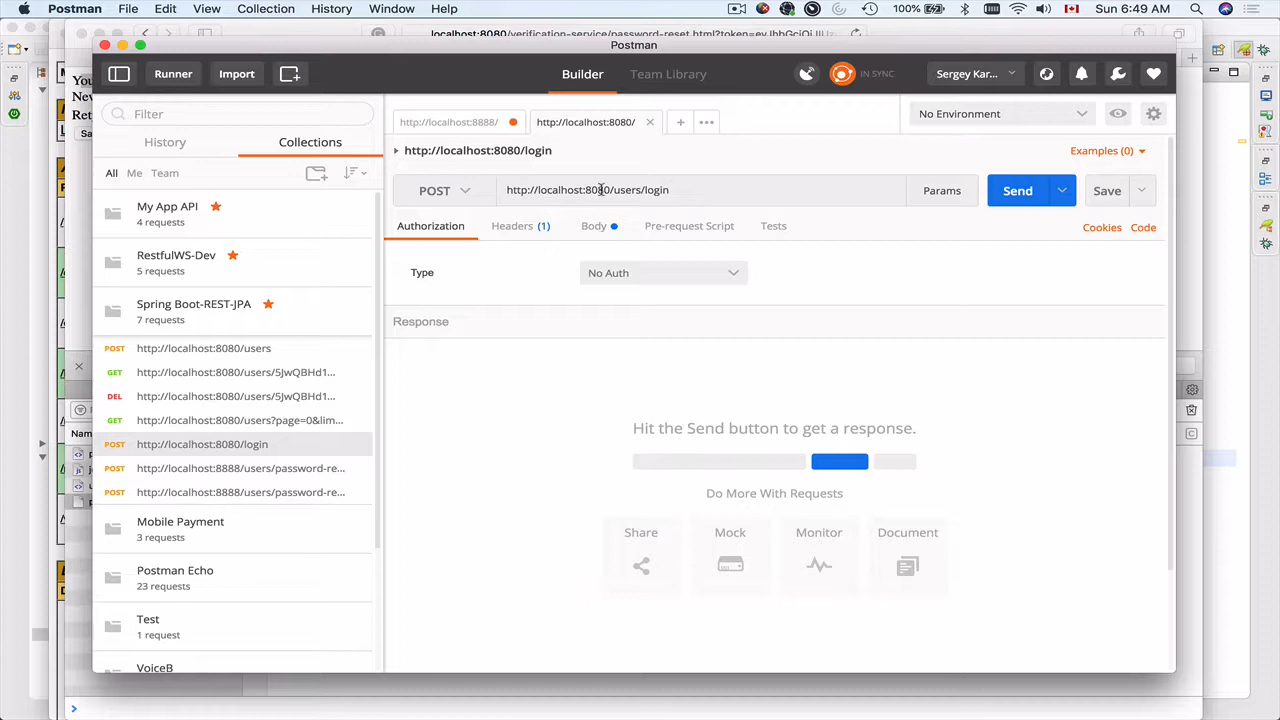 Postman File Edit View Collection History Window Help 100% Sun 6:49 AM
localhost:8080/verification-service/password-reset.html?token=eyJhbGciOiJIUz
Postman
Runner Import Builder Team Library IN SYNC Sergey Kar...
Filter
History Collections
All Me Team
My App API
4 requests
RestfulWS-Dev
5 requests
Spring Boot-REST-JPA
7 requests
POST http://localhost:8080/users
GET http://localhost:8080/users/5JwQBHd1...
DEL http://localhost:8080/users/5JwQBHd1...
GET http://localhost:8080/users?page=0&lim...
POST http://localhost:8080/login
POST http://localhost:8888/users/password-re...
POST http://localhost:8888/users/password-re...
Mobile Payment
3 requests
Postman Echo
23 requests
Test
1 request
VoiceB
http://localhost:8888/ http://localhost:8080/ No Environment
http://localhost:8080/login Examples (0)
POST http://localhost:8080/users/login Params Send Save
Authorization Headers (1) Body Pre-request Script Tests Cookies Code
Type No Auth
Response
Hit the Send button to get a response.
Do More With Requests
Share Mock Monitor Document
You
Nev
Ret
Sa
Nam